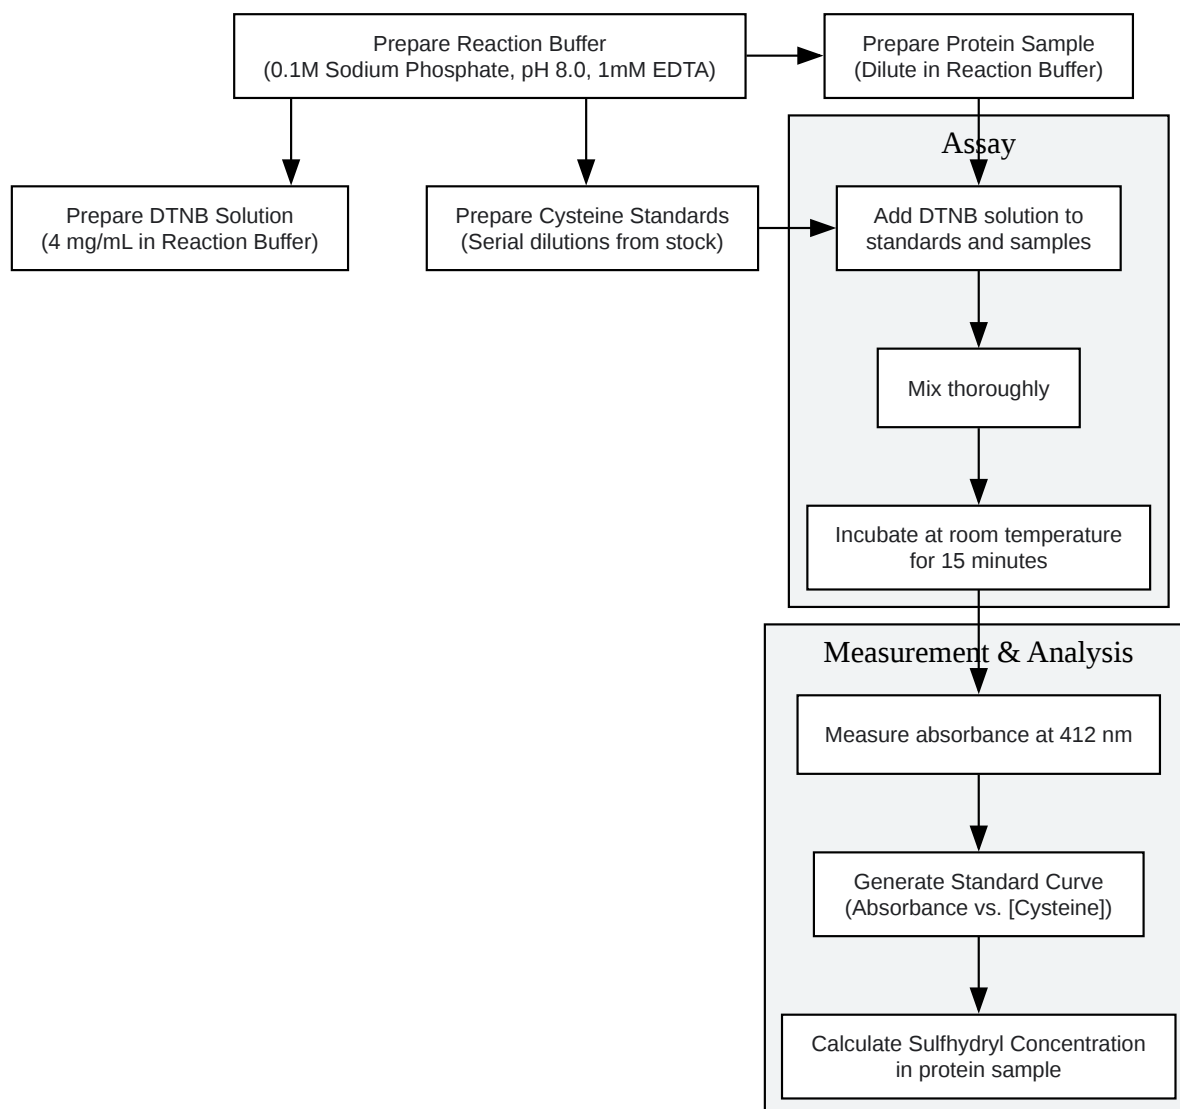 Prepare Reaction Buffer
(0.1M Sodium Phosphate, pH 8.0, 1mM EDTA)
Prepare Protein Sample
(Dilute in Reaction Buffer)
Assay
Prepare DTNB Solution
(4 mg/mL in Reaction Buffer)
Prepare Cysteine Standards
(Serial dilutions from stock)
Add DTNB solution to
standards and samples
Mix thoroughly
Incubate at room temperature
for 15 minutes
Measurement & Analysis
Measure absorbance at 412 nm
Generate Standard Curve
(Absorbance vs. [Cysteine])
Calculate Sulfhydryl Concentration
in protein sample